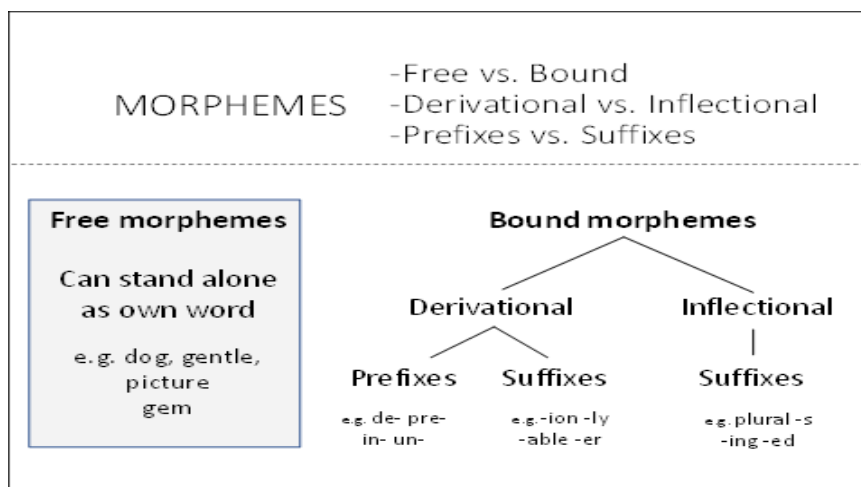 MORPHEMES
-Free vs. Bound
-Derivational vs. Inflectional
-Prefixes vs. Suffixes
Free morphemes
Can stand alone
as own word
e.g. dog, gentle,
picture
gem
Bound morphemes
Derivational
Inflectional
Prefixes
e.g. de- pre-
in- un-
Suffixes
e.g.-ion -ly
-able -er
Suffixes
e.g. plural -s
-ing -ed